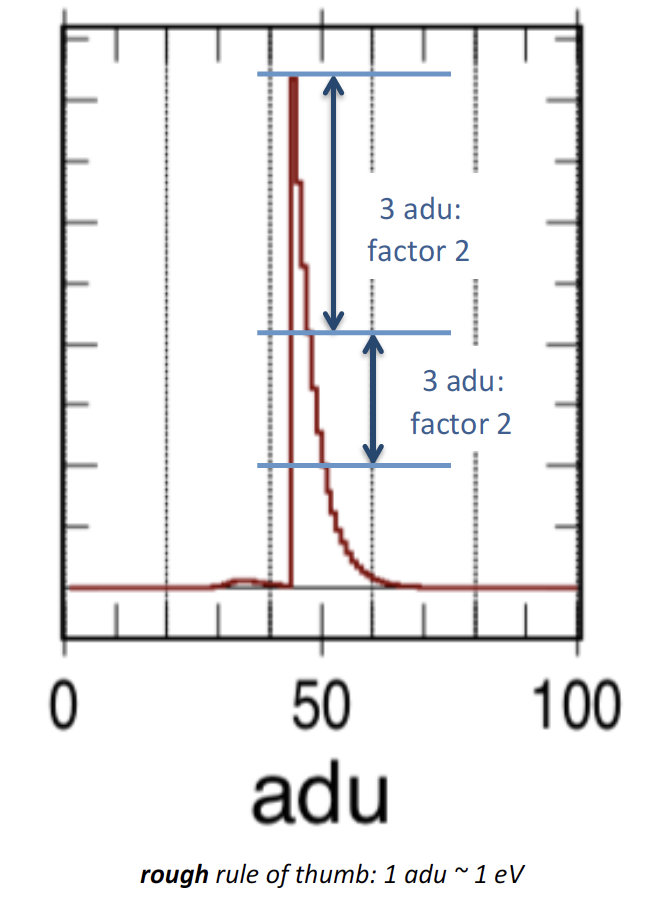 3 adu:
factor 2
3 adu:
factor 2
0 50 100
adu
rough rule of thumb: 1 adu ~ 1 eV